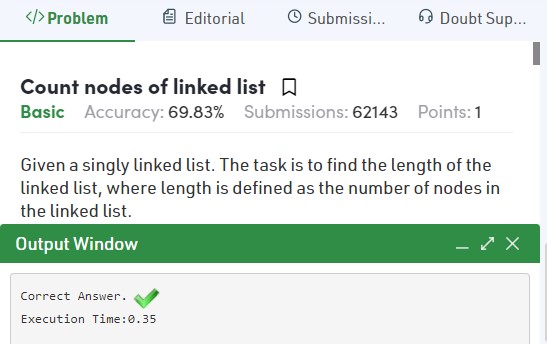 </> Problem Editorial Submissi... Doubt Sup...
Count nodes of linked list
Basic Accuracy: 69.83% Submissions: 62143 Points: 1
Given a singly linked list. The task is to find the length of the
linked list, where length is defined as the number of nodes in
the linked list.
Output Window
Correct Answer.
Execution Time:0.35